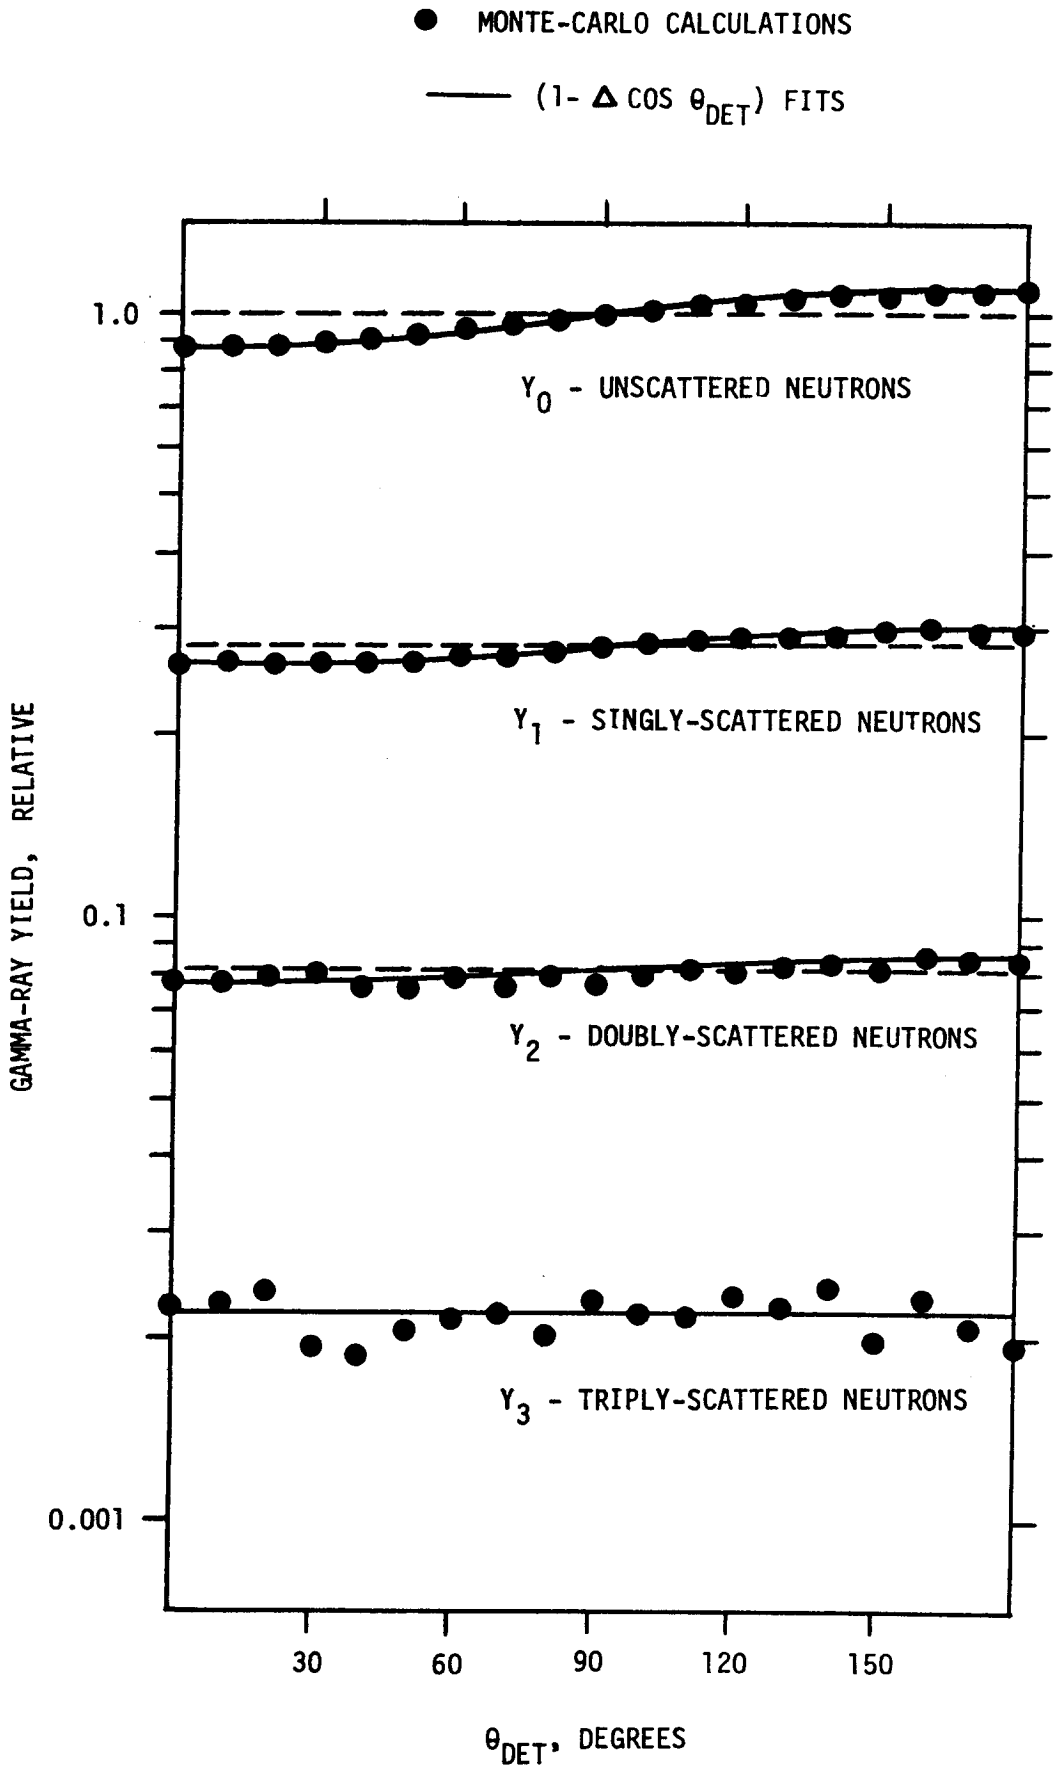 ● MONTE-CARLO CALCULATIONS
(1- Δ COS θDET) FITS
1.0
Y0 - UNSCATTERED NEUTRONS
Y1 - SINGLY-SCATTERED NEUTRONS
GAMMA-RAY YIELD, RELATIVE
0.1
Y2 - DOUBLY-SCATTERED NEUTRONS
Y3 - TRIPLY-SCATTERED NEUTRONS
0.001
30 60 90 120 150
θDET, DEGREES